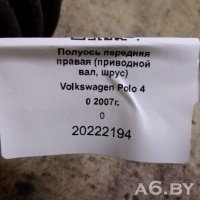 Полуось передняя
правая (приводной
вал, шрус)
Volkswagen Polo 4
0 2007г.
0
20222194
A6.BY